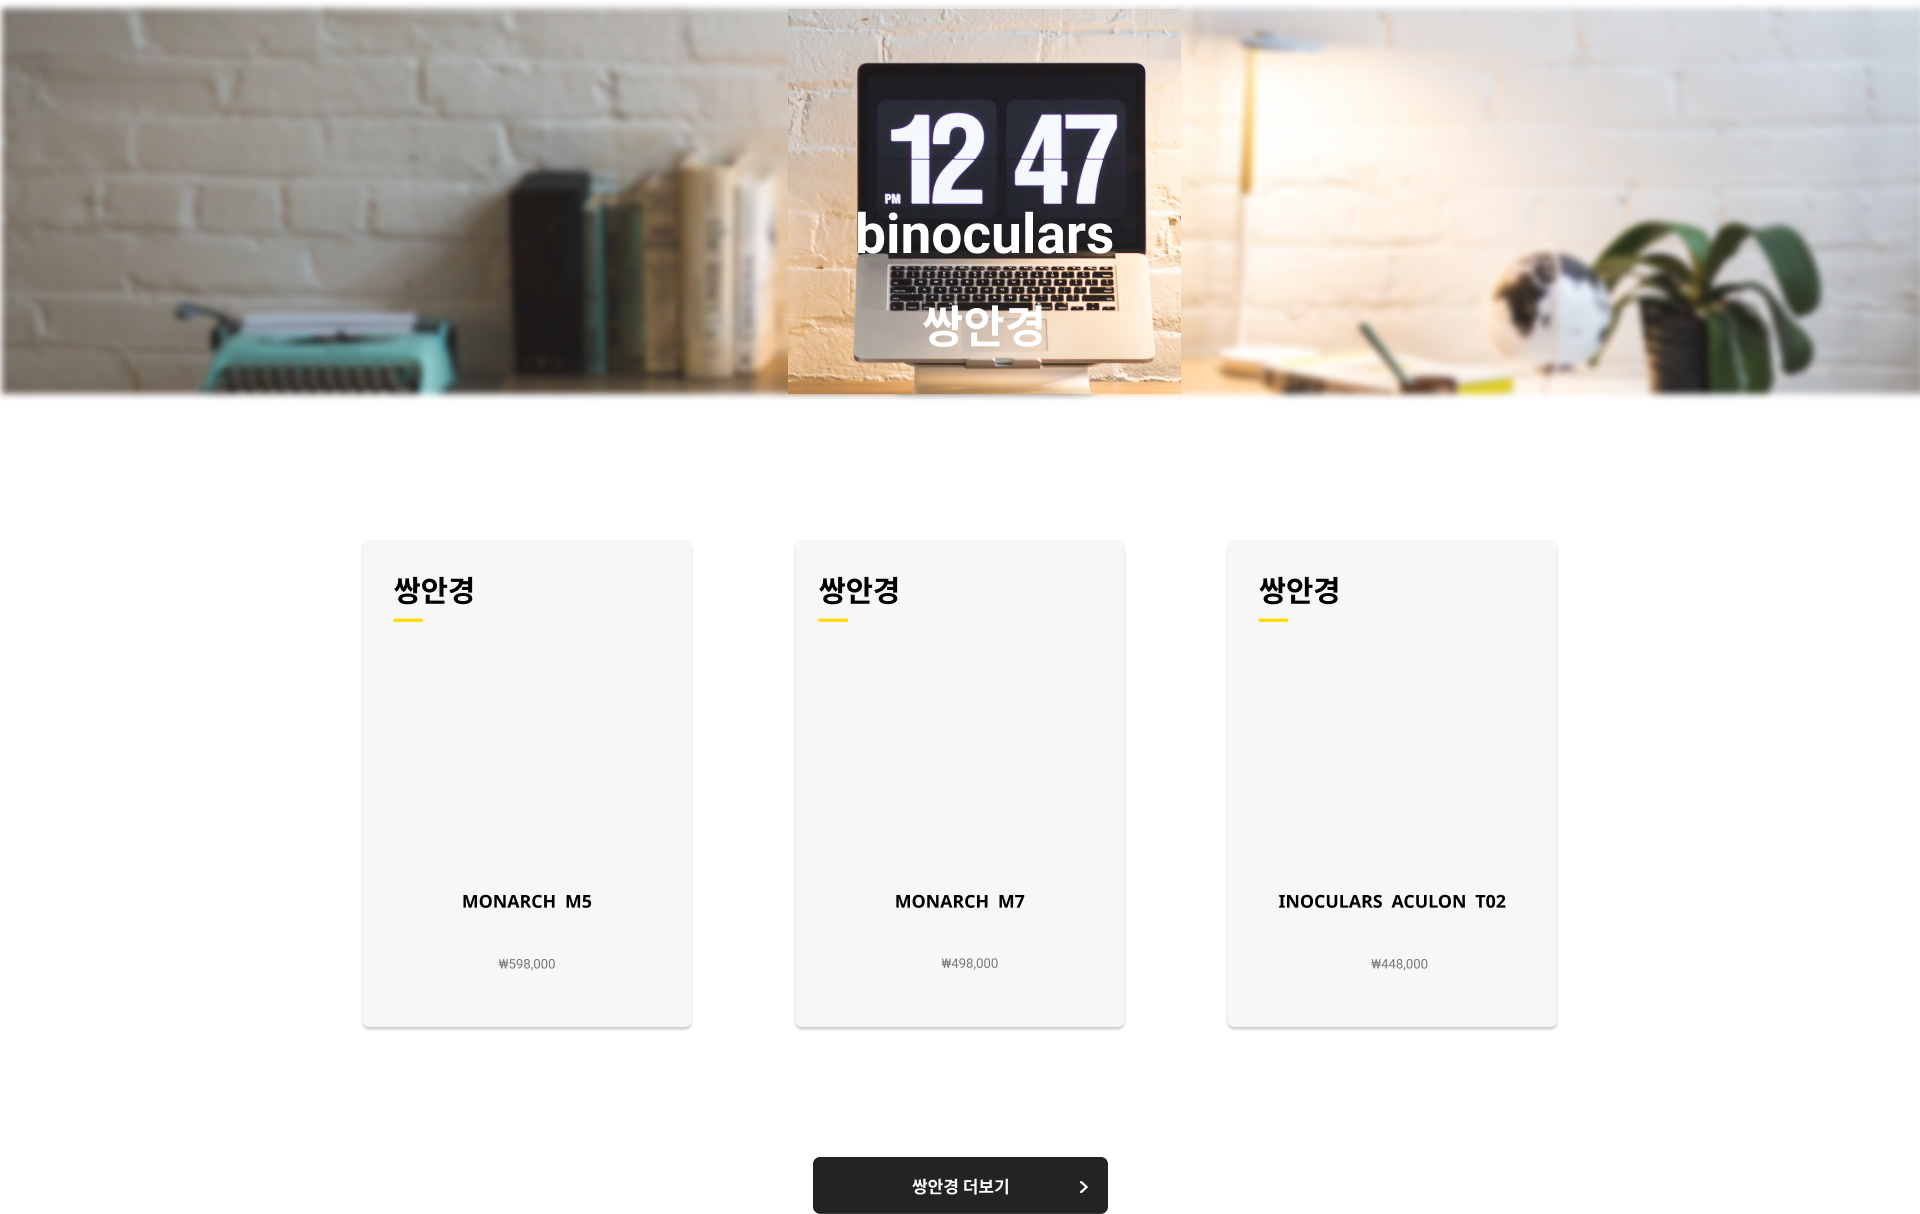 12 47
PM
binoculars
쌍안경
쌍안경
MONARCH M5
₩598,000
쌍안경
MONARCH M7
₩498,000
쌍안경
INOCULARS ACULON T02
₩448,000
쌍안경 더보기